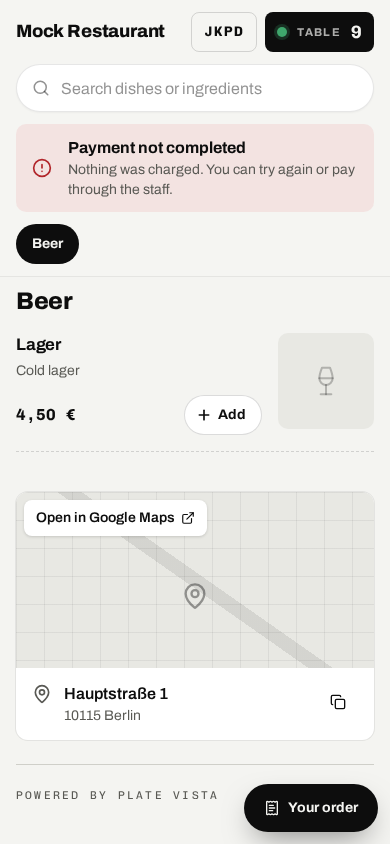 Mock Restaurant
JKPD
TABLE 9
Search dishes or ingredients
Payment not completed
Nothing was charged. You can try again or pay
through the staff.
Beer
Beer
Lager
Cold lager
4,50 €
Add
Open in Google Maps
Hauptstraße 1
10115 Berlin
POWERED BY PLATE VISTA
Your order